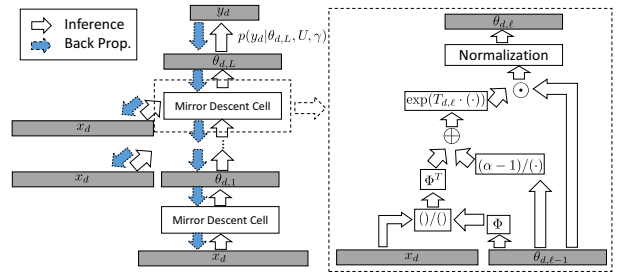 Inference
Back Prop.
y_d
p(y_d|θ_{d,L}, U, γ)
θ_{d,L}
Mirror Descent Cell
x_d
x_d
θ_{d,1}
Mirror Descent Cell
x_d
θ_{d,ℓ}
Normalization
exp(T_{d,ℓ} · (·))
⊙
⊕
(α − 1)/(·)
Φ^T
()/()
Φ
x_d
θ_{d,ℓ−1}